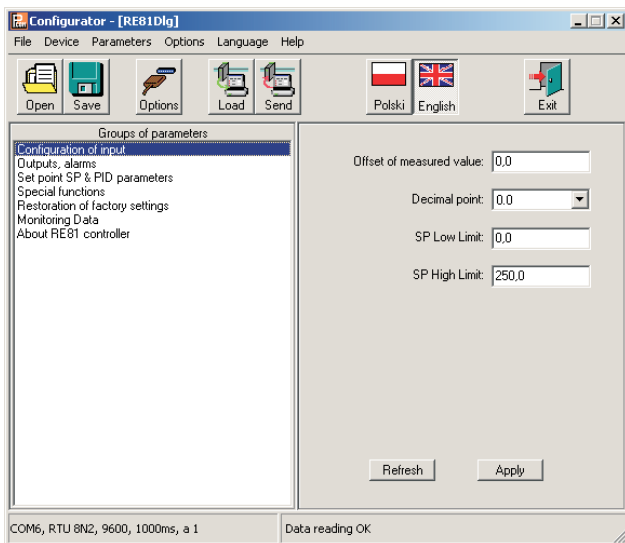 Configurator - [RE81Dlg]
File Device Parameters Options Language Help
Open Save Options Load Send Polski English Exit
Groups of parameters
Configuration of input
Outputs, alarms
Set point SP & PID parameters
Special functions
Restoration of factory settings
Monitoring Data
About RE81 controller
Offset of measured value: 0,0
Decimal point: 0.0
SP Low Limit: 0,0
SP High Limit: 250,0
Refresh Apply
COM6, RTU 8N2, 9600, 1000ms, a 1 Data reading OK